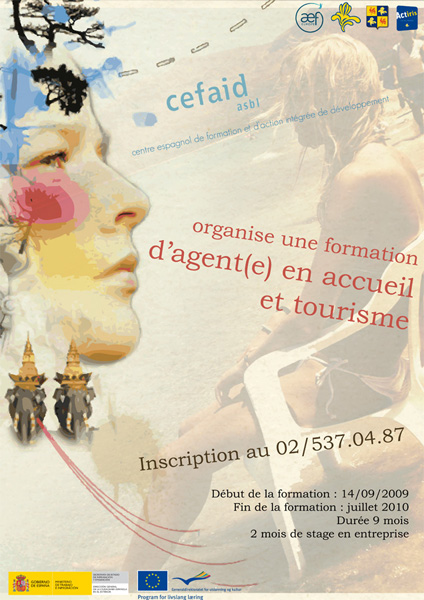 æf
Actiris
cefaid
asbl
centre espagnol de formation et d'action intégrée de développement
organise une formation
d'agent(e) en accueil
et tourisme
Inscription au 02/537.04.87
Début de la formation : 14/09/2009
Fin de la formation : juillet 2010
Durée 9 mois
2 mois de stage en entreprise
GOBIERNO
DE ESPAÑA
MINISTERIO
DE TRABAJO
E INMIGRACIÓN
Program for livslang læring